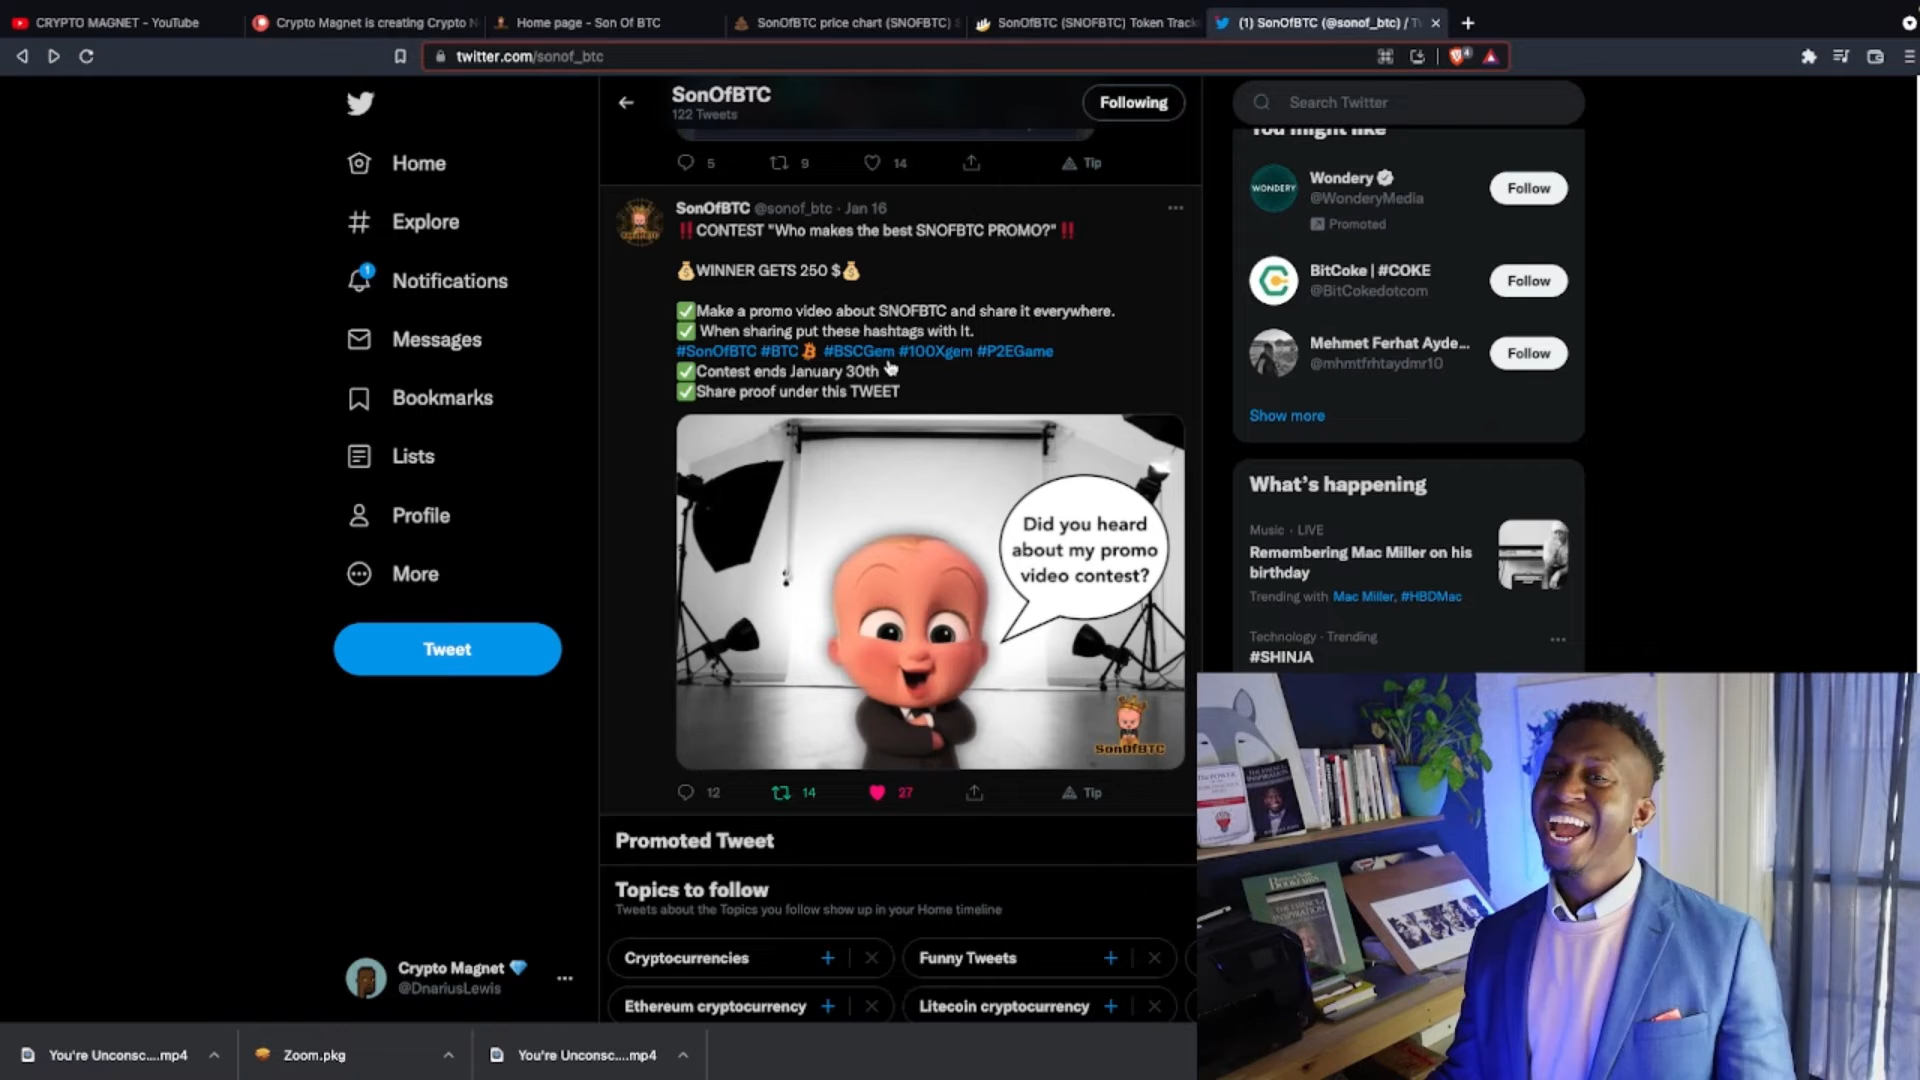 CRYPTO MAGNET - YouTube
Crypto Magnet is creating Crypto
Home page - Son Of BTC
SonOfBTC price chart (SNOFBTC)
SonOfBTC (SNOFBTC) Token Track
(1) SonOfBTC (@sonof_btc) /
twitter.com/sonof_btc
4
SonOfBTC
122 Tweets
Following
Search Twitter
Home
Explore
1
Notifications
Messages
Bookmarks
Lists
Profile
More
Tweet
Crypto Magnet 💎
@DnariusLewis
5
9
14
Tip
SonOfBTC @sonof_btc · Jan 16
‼️CONTEST "Who makes the best SNOFBTC PROMO?" ‼️
💰WINNER GETS 250 $💰
✅Make a promo video about SNOFBTC and share it everywhere.
✅ When sharing put these hashtags with it.
#SonOfBTC #BTC #BSCGem #100Xgem #P2EGame
✅Contest ends January 30th
✅Share proof under this TWEET
Did you heard
about my promo
video contest?
SonOfBTC
12
14
27
Tip
Promoted Tweet
Topics to follow
Tweets about the Topics you follow show up in your Home timeline
Cryptocurrencies
Funny Tweets
Ethereum cryptocurrency
Litecoin cryptocurrency
You might like
WONDERY
Wondery
@WonderyMedia
Promoted
Follow
BitCoke | #COKE
@BitCokedotcom
Follow
Mehmet Ferhat Ayde...
@mhmtfrhtaydmr10
Follow
Show more
What's happening
Music · LIVE
Remembering Mac Miller on his
birthday
Trending with Mac Miller, #HBDMac
Technology · Trending
#SHINJA
You're Unconsc....mp4
Zoom.pkg
You're Unconsc....mp4